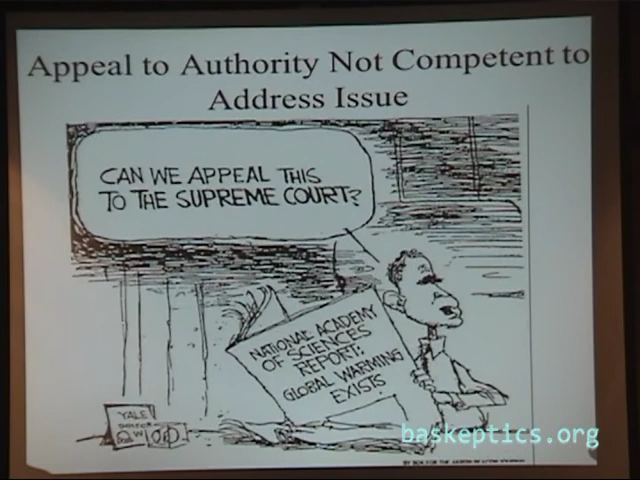 Appeal to Authority Not Competent to
Address Issue
CAN WE APPEAL THIS
TO THE SUPREME COURT?
NATIONAL ACADEMY
OF SCIENCES
REPORT:
GLOBAL WARMING
EXISTS
YALE
baskeptics.org